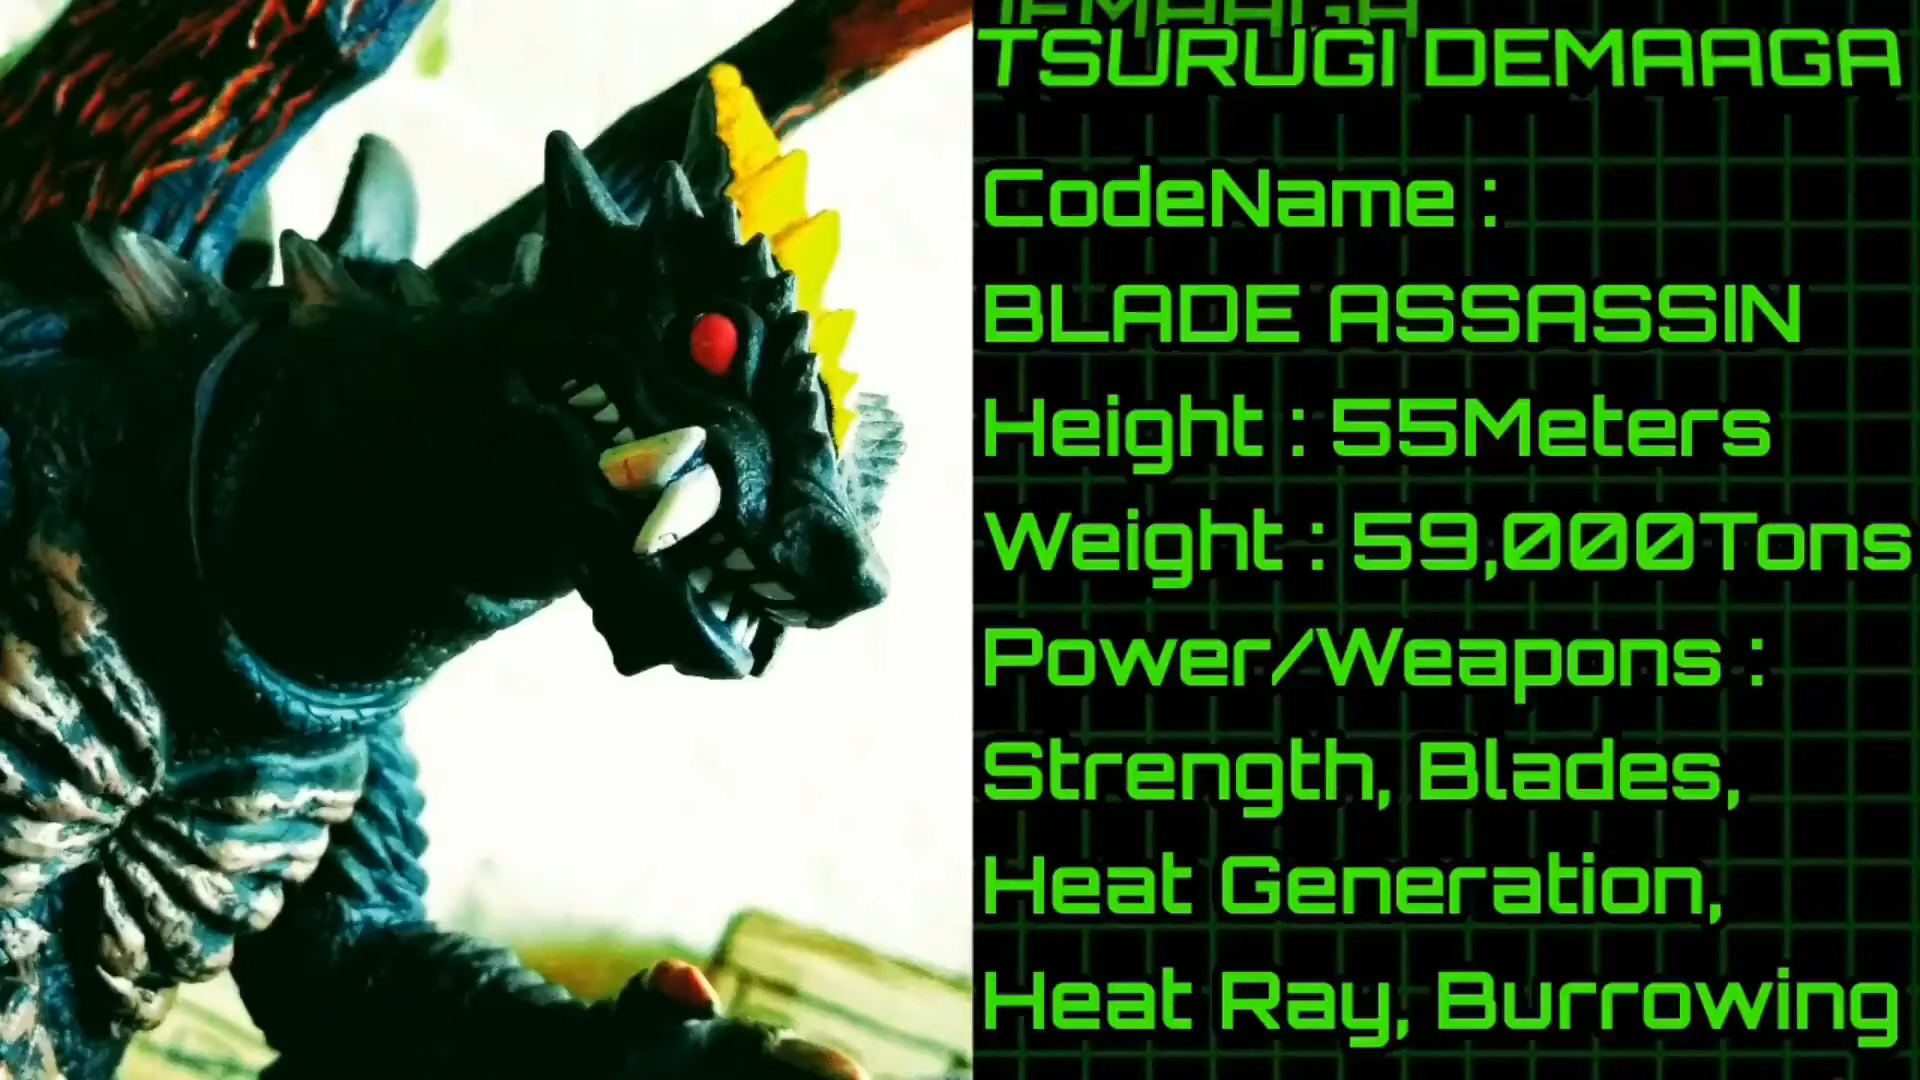 DEMAAGA
TSURUGI DEMAAGA
CodeName :
BLADE ASSASSIN
Height : 55Meters
Weight : 59,000Tons
Power/Weapons :
Strength, Blades,
Heat Generation,
Heat Ray, Burrowing